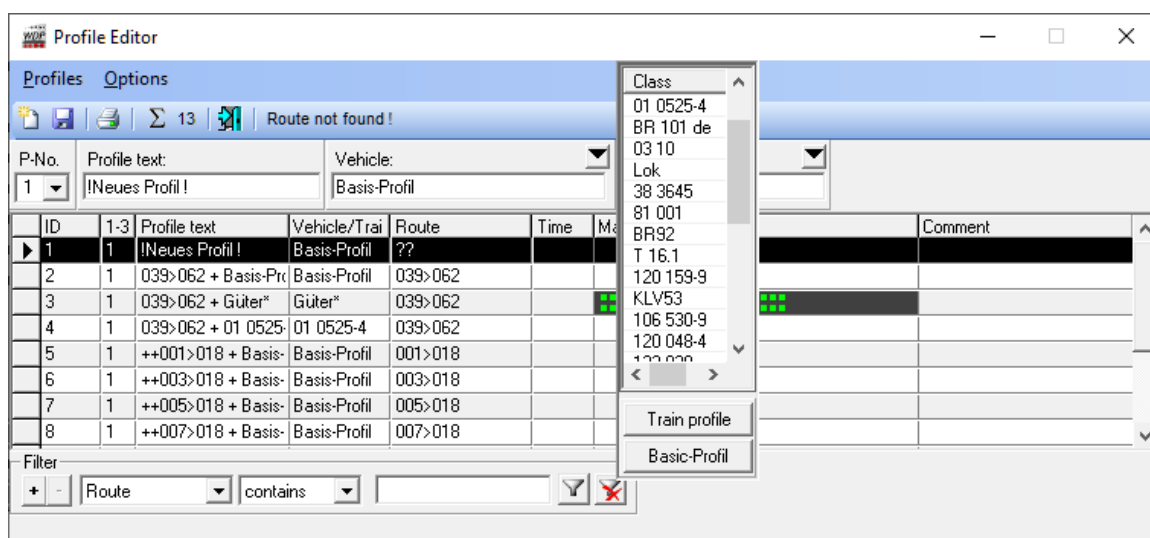 WDP Profile Editor
Profiles Options
Σ 13 Route not found !
P-No. Profile text: Vehicle:
1 !Neues Profil ! Basis-Profil
ID 1-3 Profile text Vehicle/Trai Route Time Ma Comment
1 1 !Neues Profil ! Basis-Profil ??
2 1 039>062 + Basis-Pro Basis-Profil 039>062
3 1 039>062 + Güter* Güter* 039>062
4 1 039>062 + 01 0525- 01 0525-4 039>062
5 1 ++001>018 + Basis- Basis-Profil 001>018
6 1 ++003>018 + Basis- Basis-Profil 003>018
7 1 ++005>018 + Basis- Basis-Profil 005>018
8 1 ++007>018 + Basis- Basis-Profil 007>018
Class
01 0525-4
BR 101 de
03 10
Lok
38 3645
81 001
BR92
T 16.1
120 159-9
KLV53
106 530-9
120 048-4
Train profile
Basic-Profil
Filter
+ - Route contains